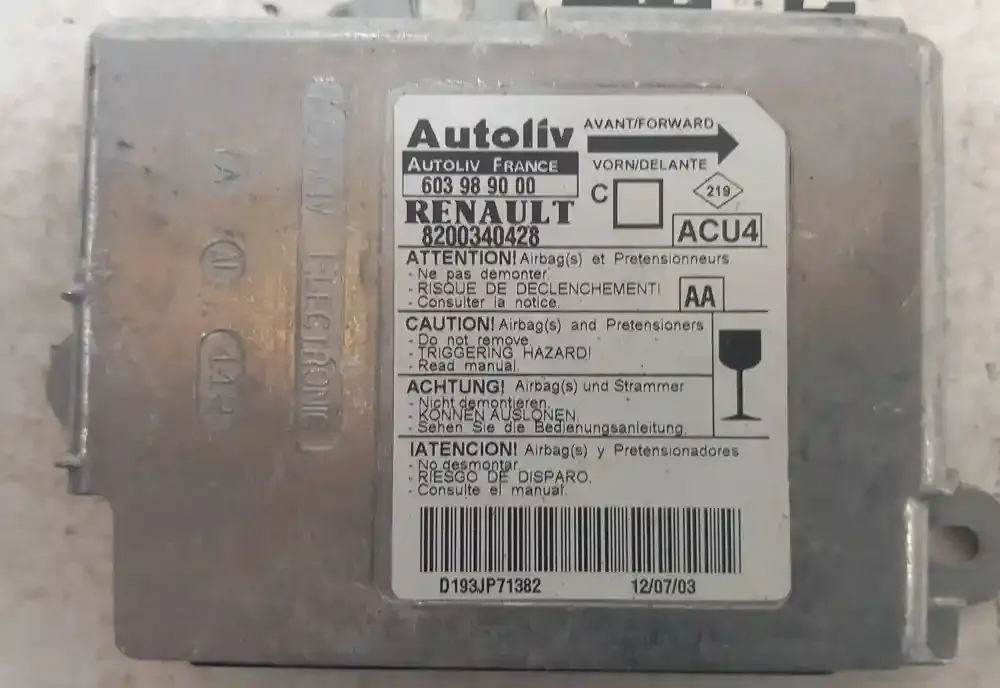 Autoliv
AVANT/FORWARD
AUTOLIV FRANCE
VORN/DELANTE
603 98 90 00
C
219
RENAULT
8200340428
ACU4
ATTENTION! Airbag(s) et Pretensionneurs
- Ne pas demonter
- RISQUE DE DECLENCHEMENT!
- Consulter la notice.
AA
CAUTION! Airbag(s) and Pretensioners
- Do not remove
- TRIGGERING HAZARD!
- Read manual.
ACHTUNG! Airbag(s) und Strammer
- Nicht demontieren.
- KONNEN AUSLONEN.
- Sehen Sie die Bedienungsanleitung.
!ATENCION! Airbag(s) y Pretensionadores
- No desmontar
- RIESGO DE DISPARO.
- Consulte el manual.
D193JP71382
12/07/03
ELECTRONIC
A